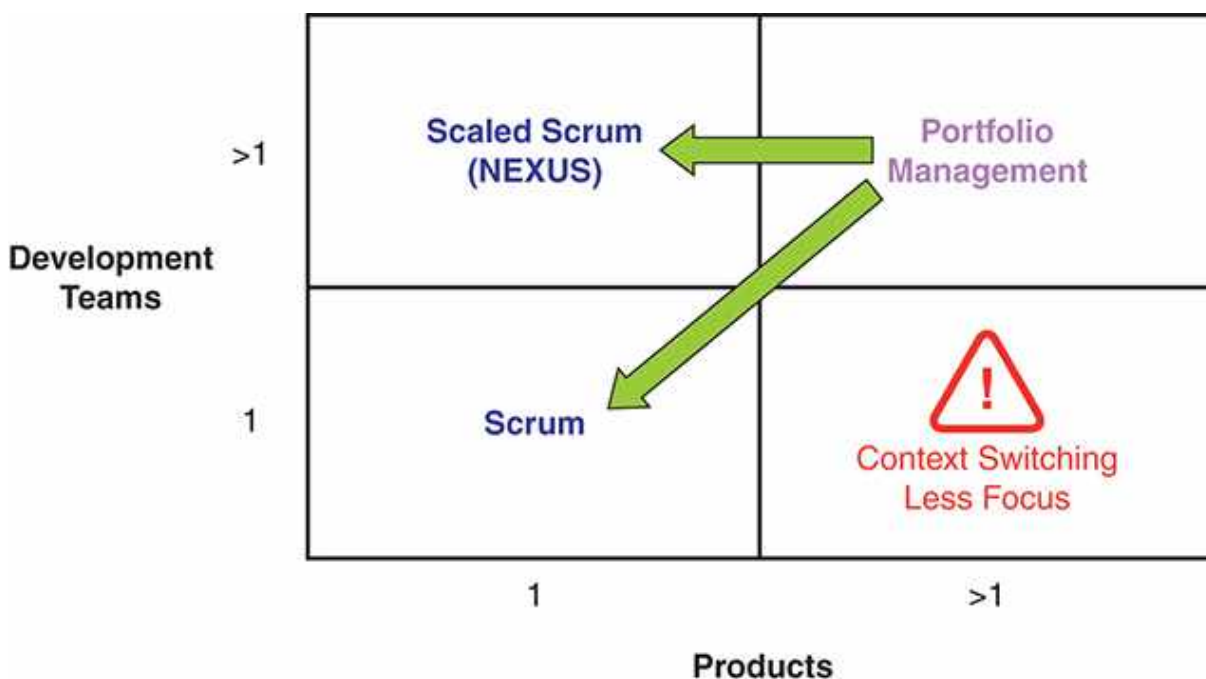 Scaled Scrum
(NEXUS)
Portfolio
Management
>1
Development
Teams
1
Scrum
!
Context Switching
Less Focus
1
>1
Products